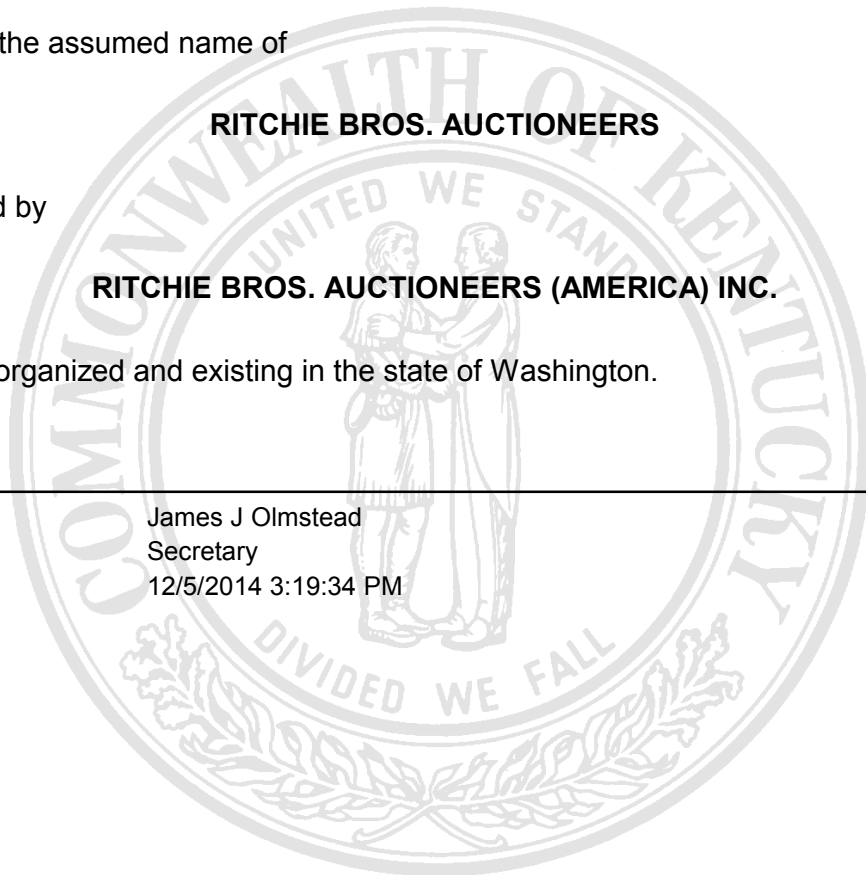 the assumed name of
RITCHIE BROS. AUCTIONEERS
d by
RITCHIE BROS. AUCTIONEERS (AMERICA) INC.
organized and existing in the state of Washington.
James J Olmstead
Secretary
12/5/2014 3:19:34 PM
COMMONWEALTH OF KENTUCKY
UNITED WE STAND
DIVIDED WE FALL